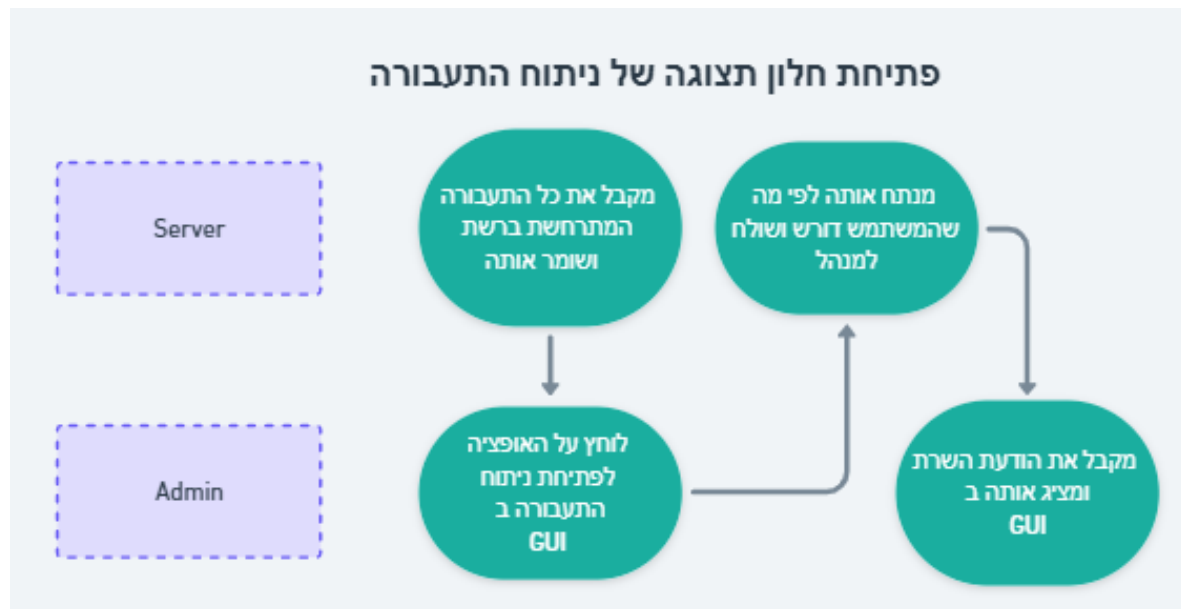 פתיחת חלון תצוגה של ניתוח התעבורה
Server
מקבל את כל התעבורה
המתרחשת ברשת
ושומר אותה
מנתח אותה לפי מה
שהמשתמש דורש ושולח
למנהל
Admin
לוחץ על האופציה
לפתיחת ניתוח
התעבורה ב
GUI
מקבל את הודעת השרת
ומציג אותה ב
GUI